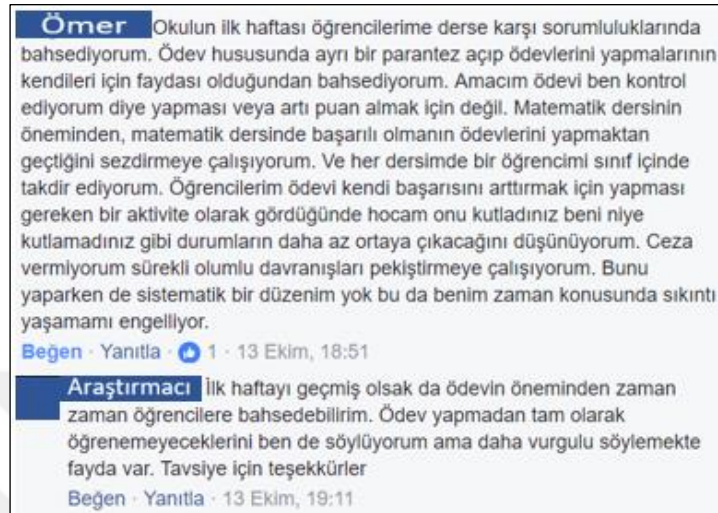 Ömer Okulun ilk haftası öğrencilerime derse karşı sorumluluklarında
bahsediyorum. Ödev hususunda ayrı bir parantez açıp ödevlerini yapmalarının
kendileri için faydası olduğundan bahsediyorum. Amacım ödevi ben kontrol
ediyorum diye yapması veya artı puan almak için değil. Matematik dersinin
öneminden, matematik dersinde başarılı olmanın ödevlerini yapmaktan
geçtiğini sezdirmeye çalışıyorum. Ve her dersimde bir öğrencimi sınıf içinde
takdir ediyorum. Öğrencilerim ödevi kendi başarısını arttırmak için yapması
gereken bir aktivite olarak gördüğünde hocam onu kutladınız beni niye
kutlamadınız gibi durumların daha az ortaya çıkacağını düşünüyorum. Ceza
vermiyorum sürekli olumlu davranışları pekiştirmeye çalışıyorum. Bunu
yaparken de sistematik bir düzenim yok bu da benim zaman konusunda sıkıntı
yaşamamı engelliyor.
Beğen · Yanıtla · 1 · 13 Ekim, 18:51
Araştırmacı İlk haftayı geçmiş olsak da ödevin öneminden zaman
zaman öğrencilere bahsedebilirim. Ödev yapmadan tam olarak
öğrenemeyeceklerini ben de söylüyorum ama daha vurgulu söylemekte
fayda var. Tavsiye için teşekkürler
Beğen · Yanıtla · 13 Ekim, 19:11